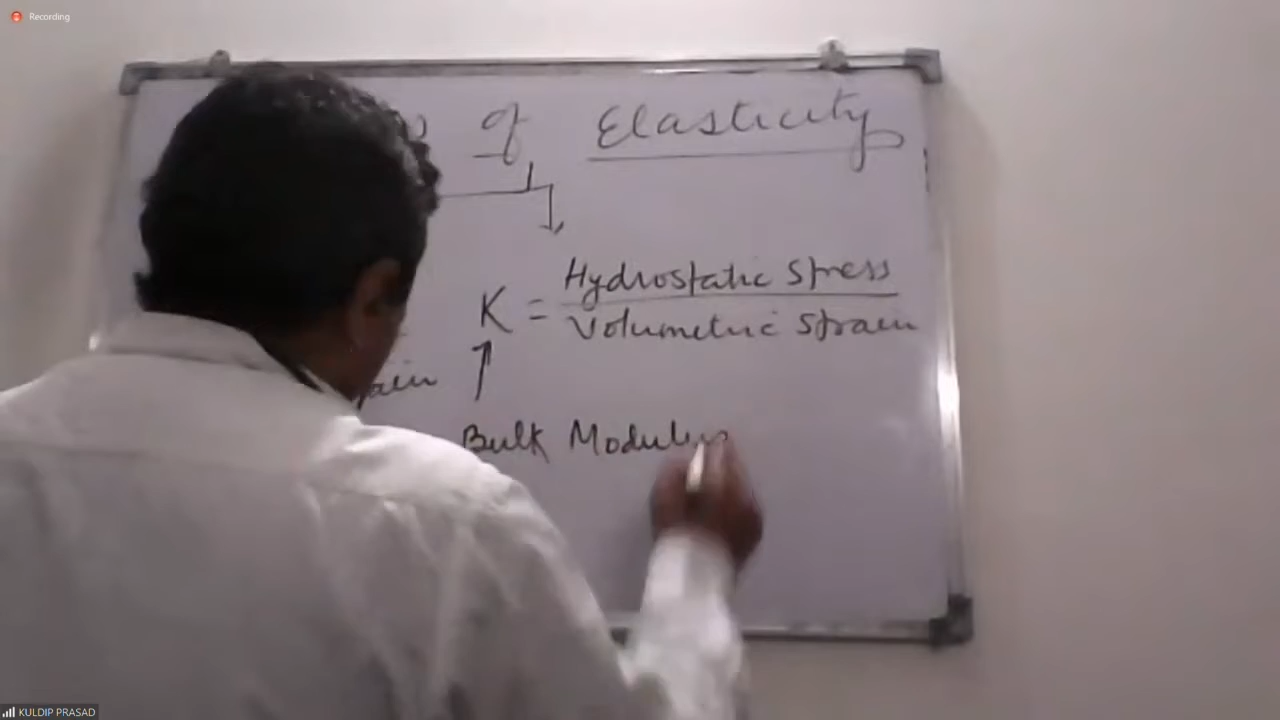 Recording
of Elasticity
K = Hydrostatic Stress
Volumetric Strain
Bulk Modulus
KULDIP PRASAD